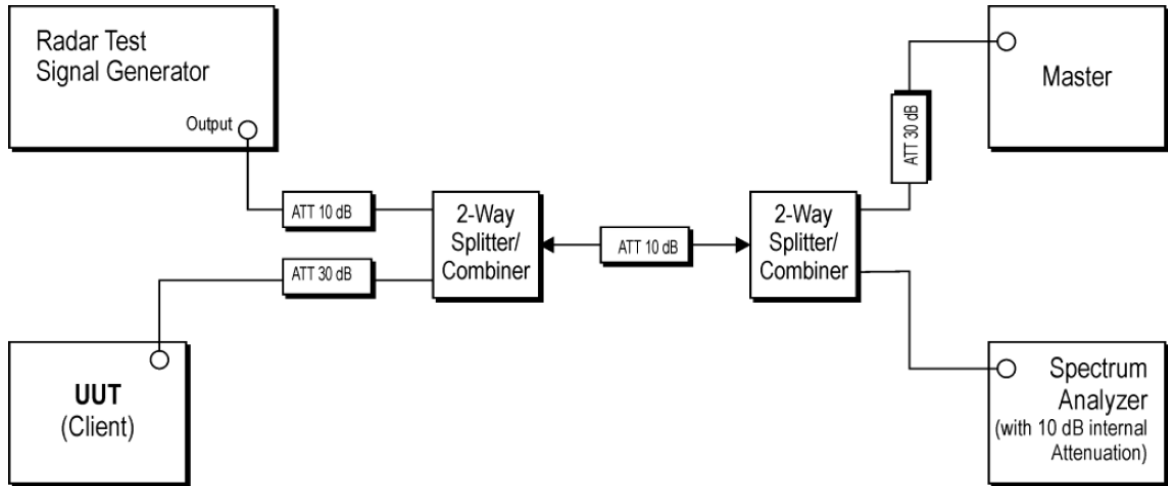 Radar Test
Signal Generator
Output
ATT 10 dB
2-Way
Splitter/
Combiner
ATT 30 dB
UUT
(Client)
ATT 10 dB
2-Way
Splitter/
Combiner
ATT 30 dB
Master
Spectrum
Analyzer
(with 10 dB internal
Attenuation)